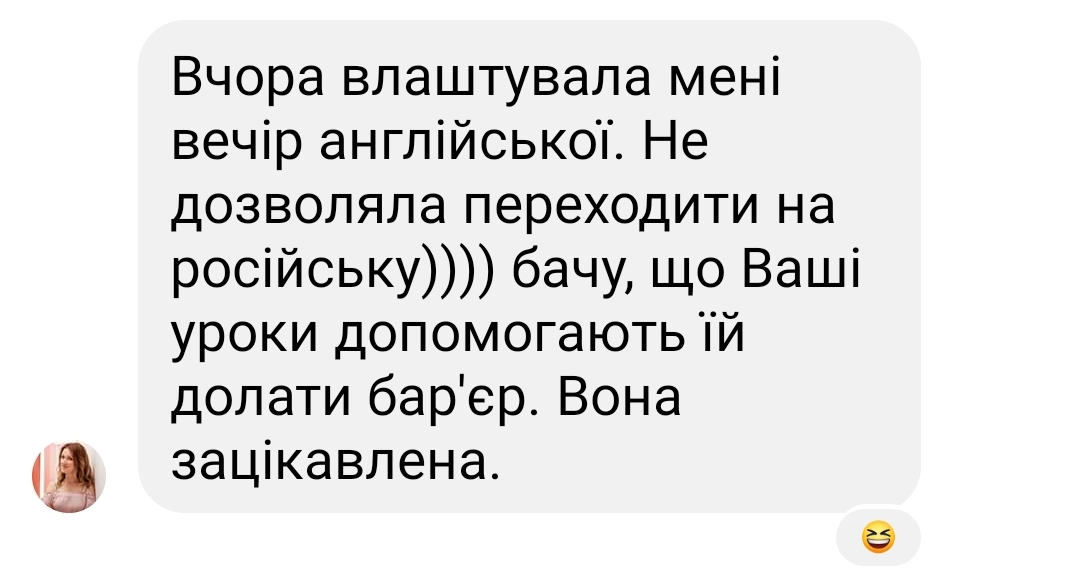 Вчора влаштувала мені
вечір англійської. Не
дозволяла переходити на
російську)))) бачу, що Ваші
уроки допомогають їй
долати бар'єр. Вона
зацікавлена.